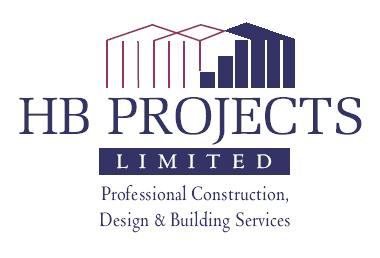 HB PROJECTS
LIMITED
Professional Construction,
Design & Building Services